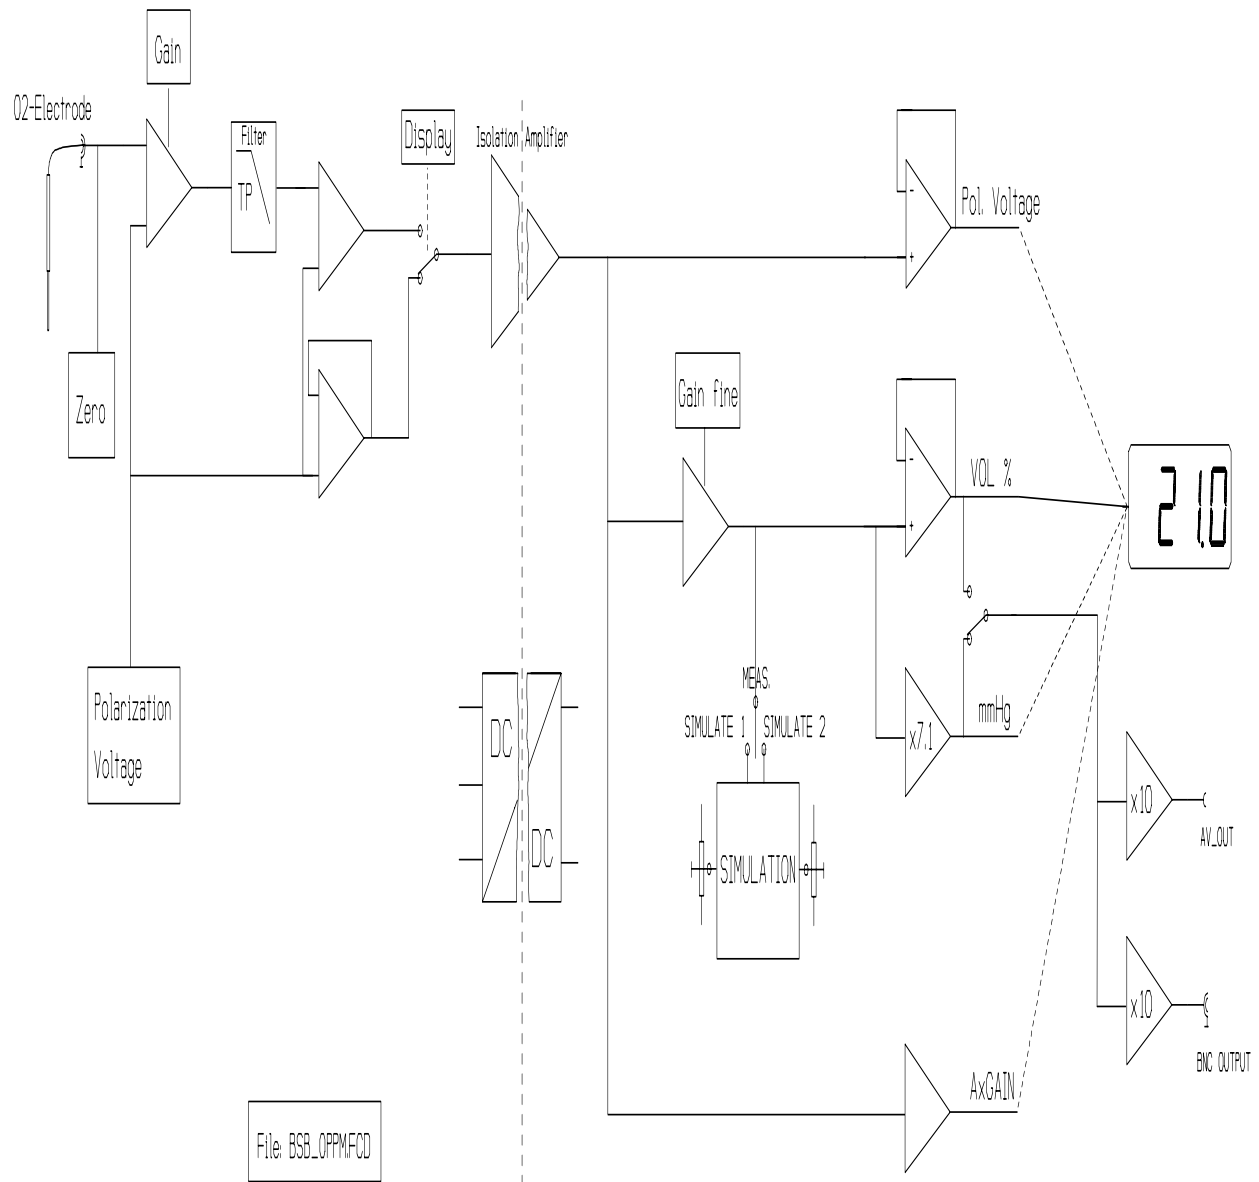 Gain
O2-Electrode
Filter
TP
Display
Isolation Amplifier
-
+
Pol. Voltage
Zero
Gain fine
-
+
VOL %
21.0
Polarization
Voltage
DC
DC
MEAS.
SIMULATE 1
SIMULATE 2
SIMULATION
x7.1
mmHg
x10
AV_OUT
x10
BNC OUTPUT
AxGAIN
File: BSB_OPPM.FCD